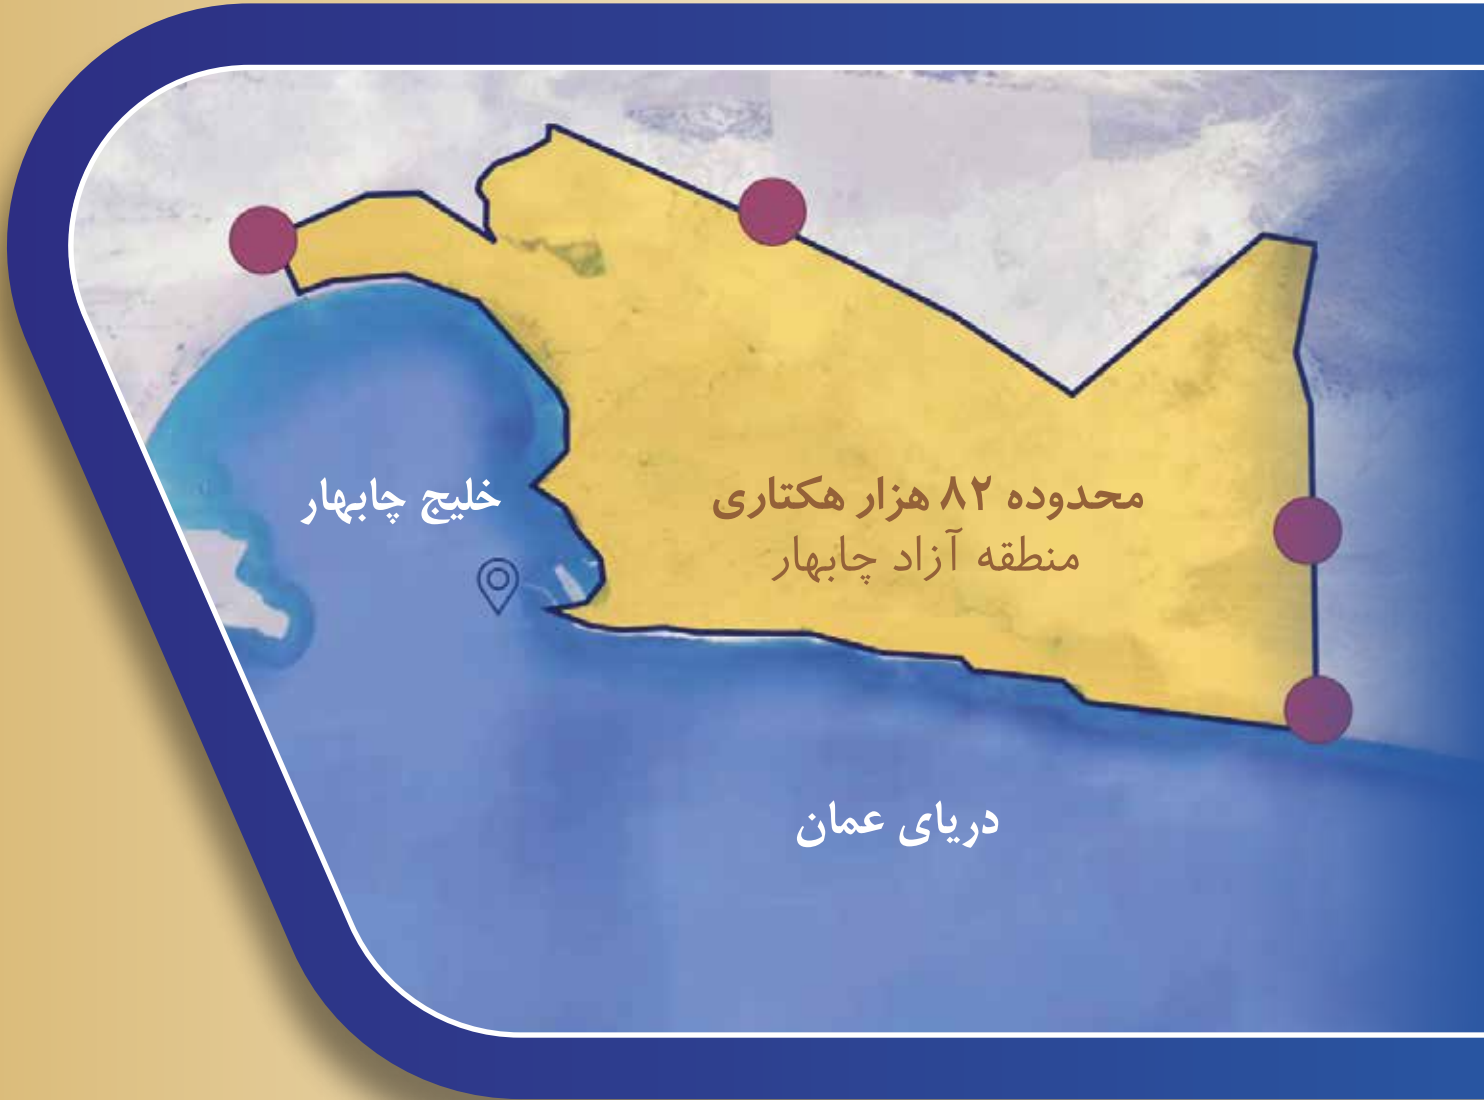 خلیج چابهار
محدوده ۸۲ هزار هکتاری
منطقه آزاد چابهار
دریای عمان